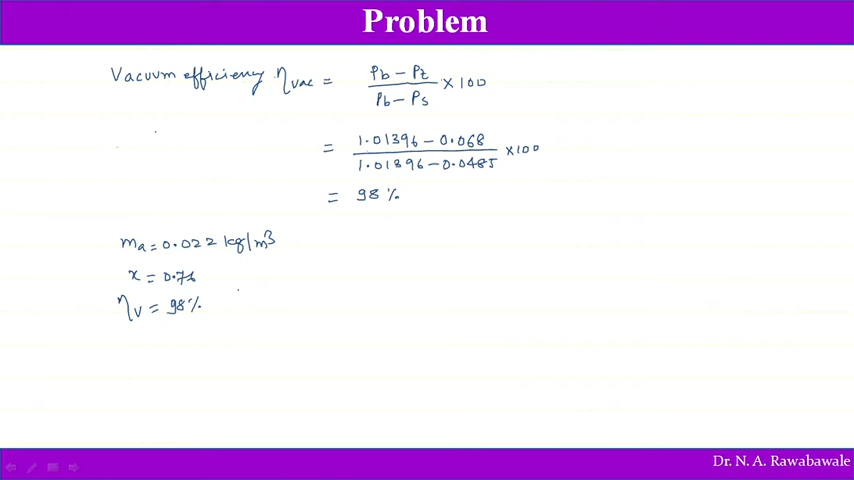 Problem
Vacuum efficiency ηvac = (Pb − Pt) / (Pb − Ps) × 100
= (1.01396 − 0.068) / (1.01396 − 0.0485) × 100
= 98 %
ma = 0.022 kg/m³
x = 0.76
ηv = 98 %
Dr. N. A. Rawabawale